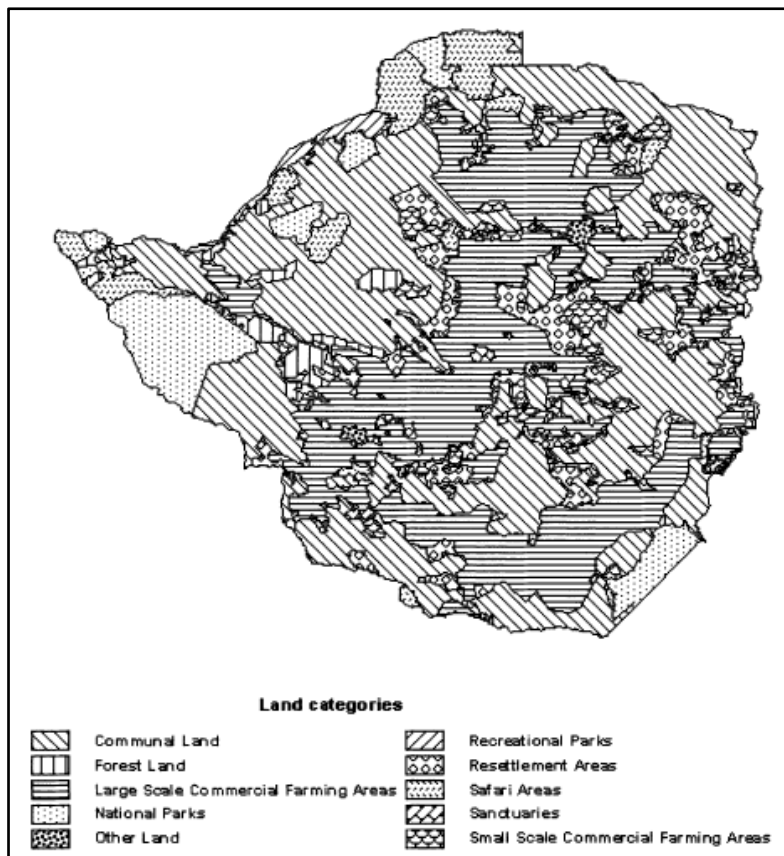 Land categories
Communal Land
Forest Land
Large Scale Commercial Farming Areas
National Parks
Other Land
Recreational Parks
Resettlement Areas
Safari Areas
Sanctuaries
Small Scale Commercial Farming Areas